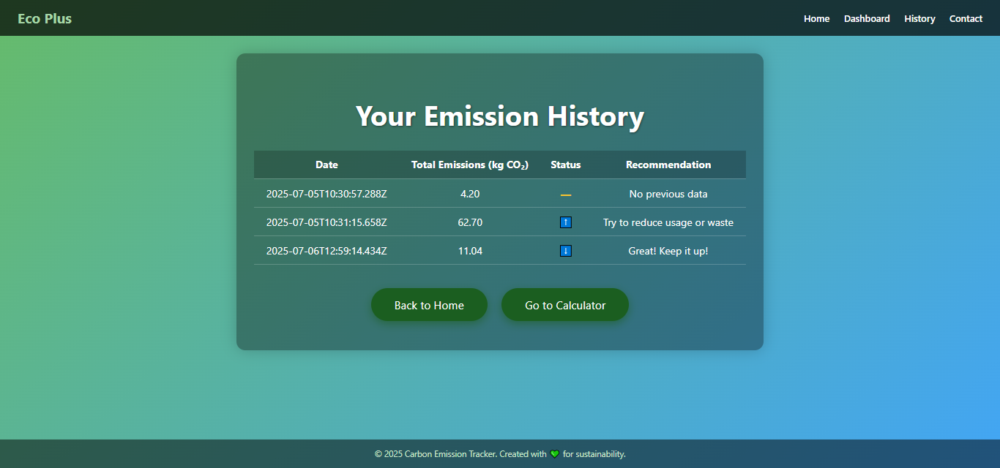 Eco Plus Home Dashboard History Contact
Your Emission History
Date Total Emissions (kg CO₂) Status Recommendation
2025-07-05T10:30:57.288Z 4.20 — No previous data
2025-07-05T10:31:15.658Z 62.70 ⬆️ Try to reduce usage or waste
2025-07-06T12:59:14.434Z 11.04 ⬇️ Great! Keep it up!
Back to Home Go to Calculator
© 2025 Carbon Emission Tracker. Created with 💚 for sustainability.